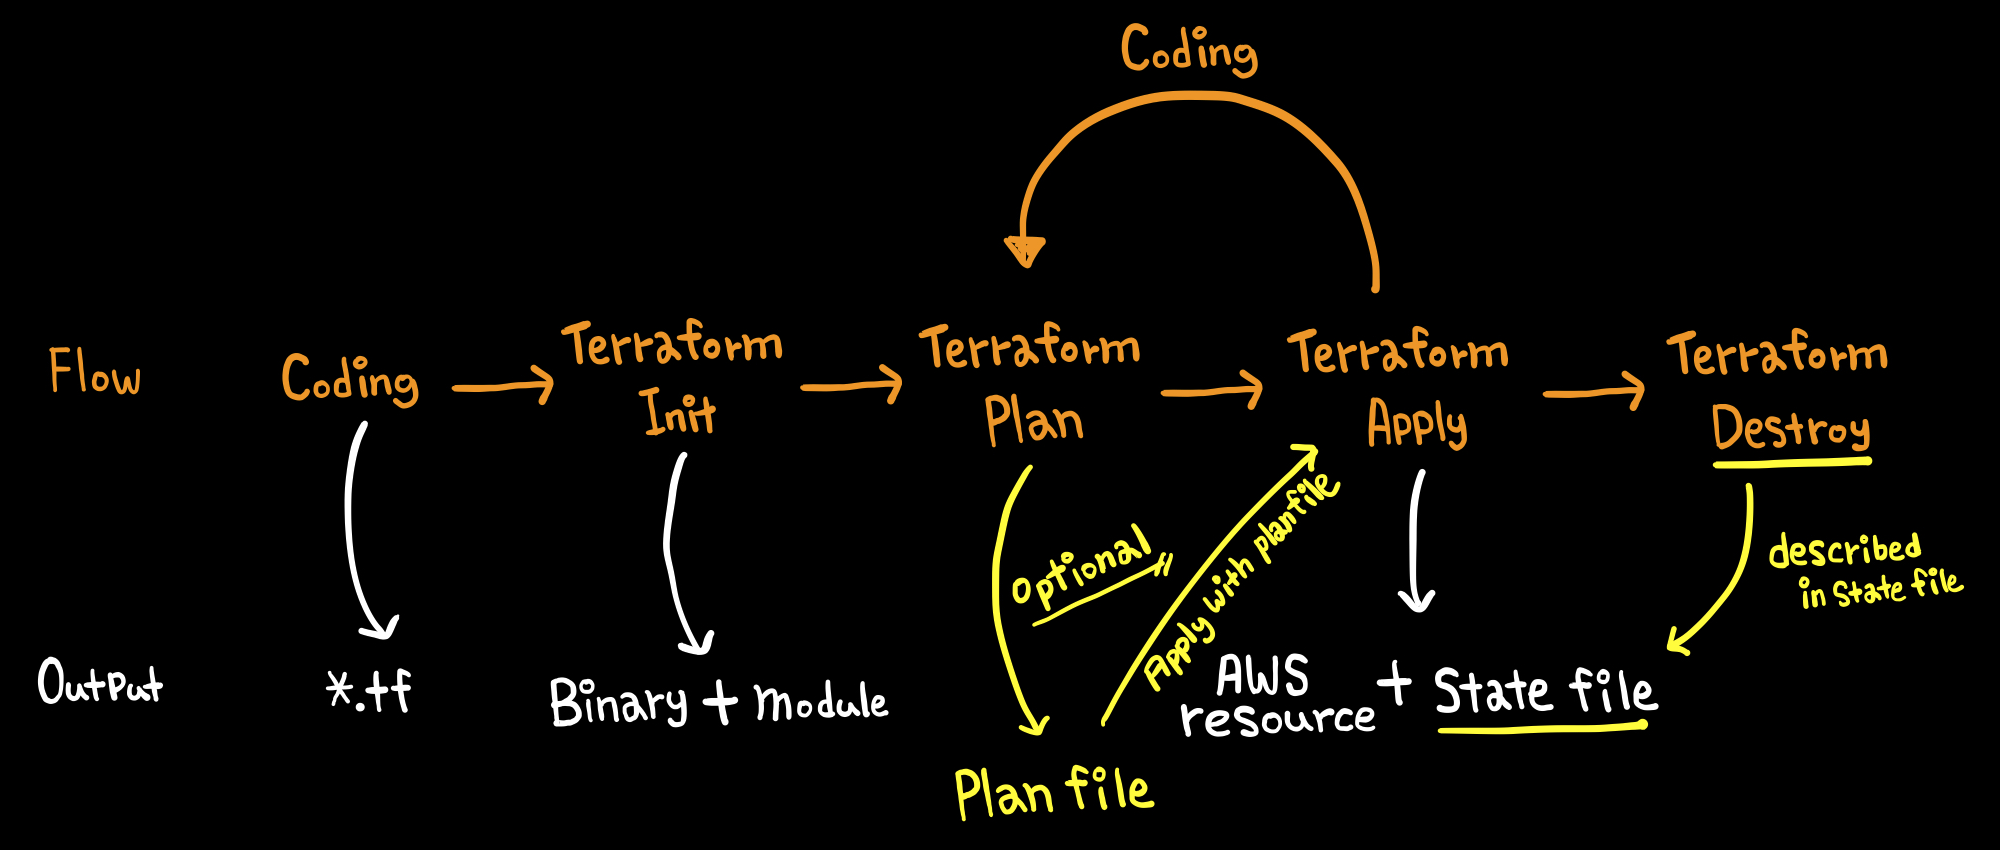 Coding
Flow
Coding
Terraform
Init
Terraform
Plan
Terraform
Apply
Terraform
Destroy
Optional
Apply with planfile
described
in State file
Output
*.tf
Binary + module
AWS
resource
+ State file
Plan file